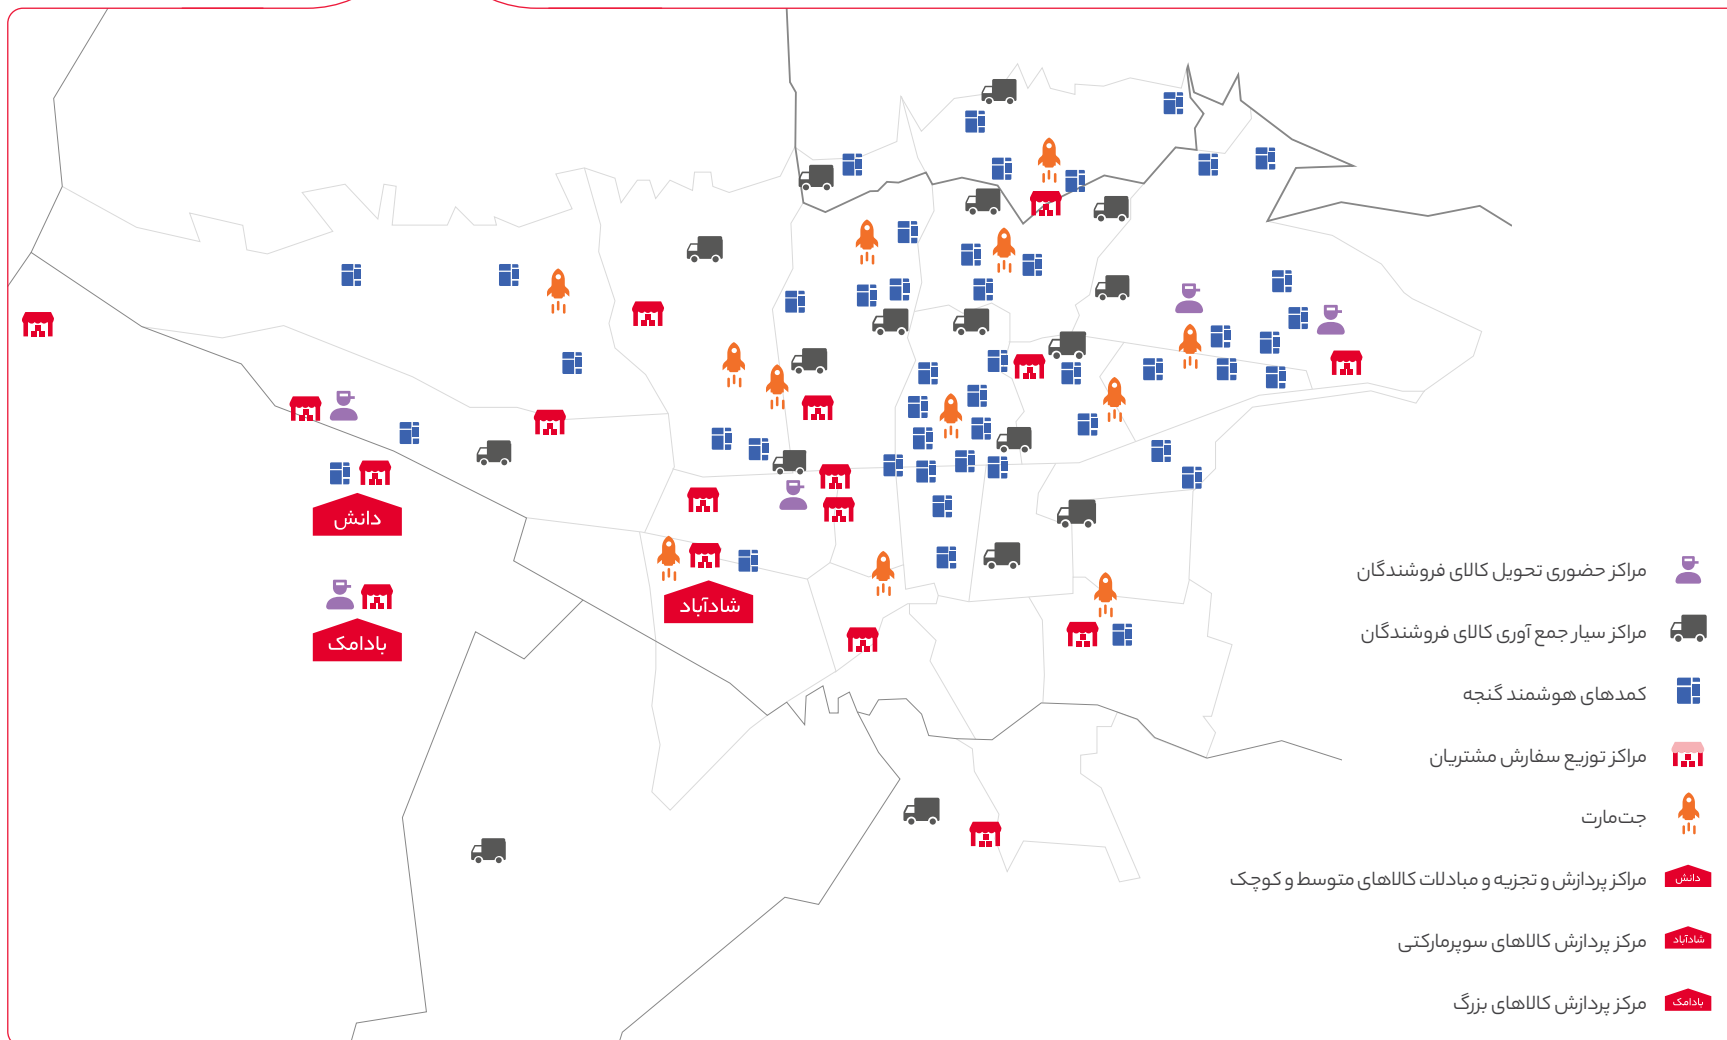 دانش
بادامک
شادآباد
مراکز حضوری تحویل کالای فروشندگان
مراکز سیار جمع آوری کالای فروشندگان
کمدهای هوشمند گنجه
مراکز توزیع سفارش مشتریان
جت‌مارت
دانش
مراکز پردازش و تجزیه و مبادلات کالاهای متوسط و کوچک
شادآباد
مرکز پردازش کالاهای سوپرمارکتی
بادامک
مرکز پردازش کالاهای بزرگ